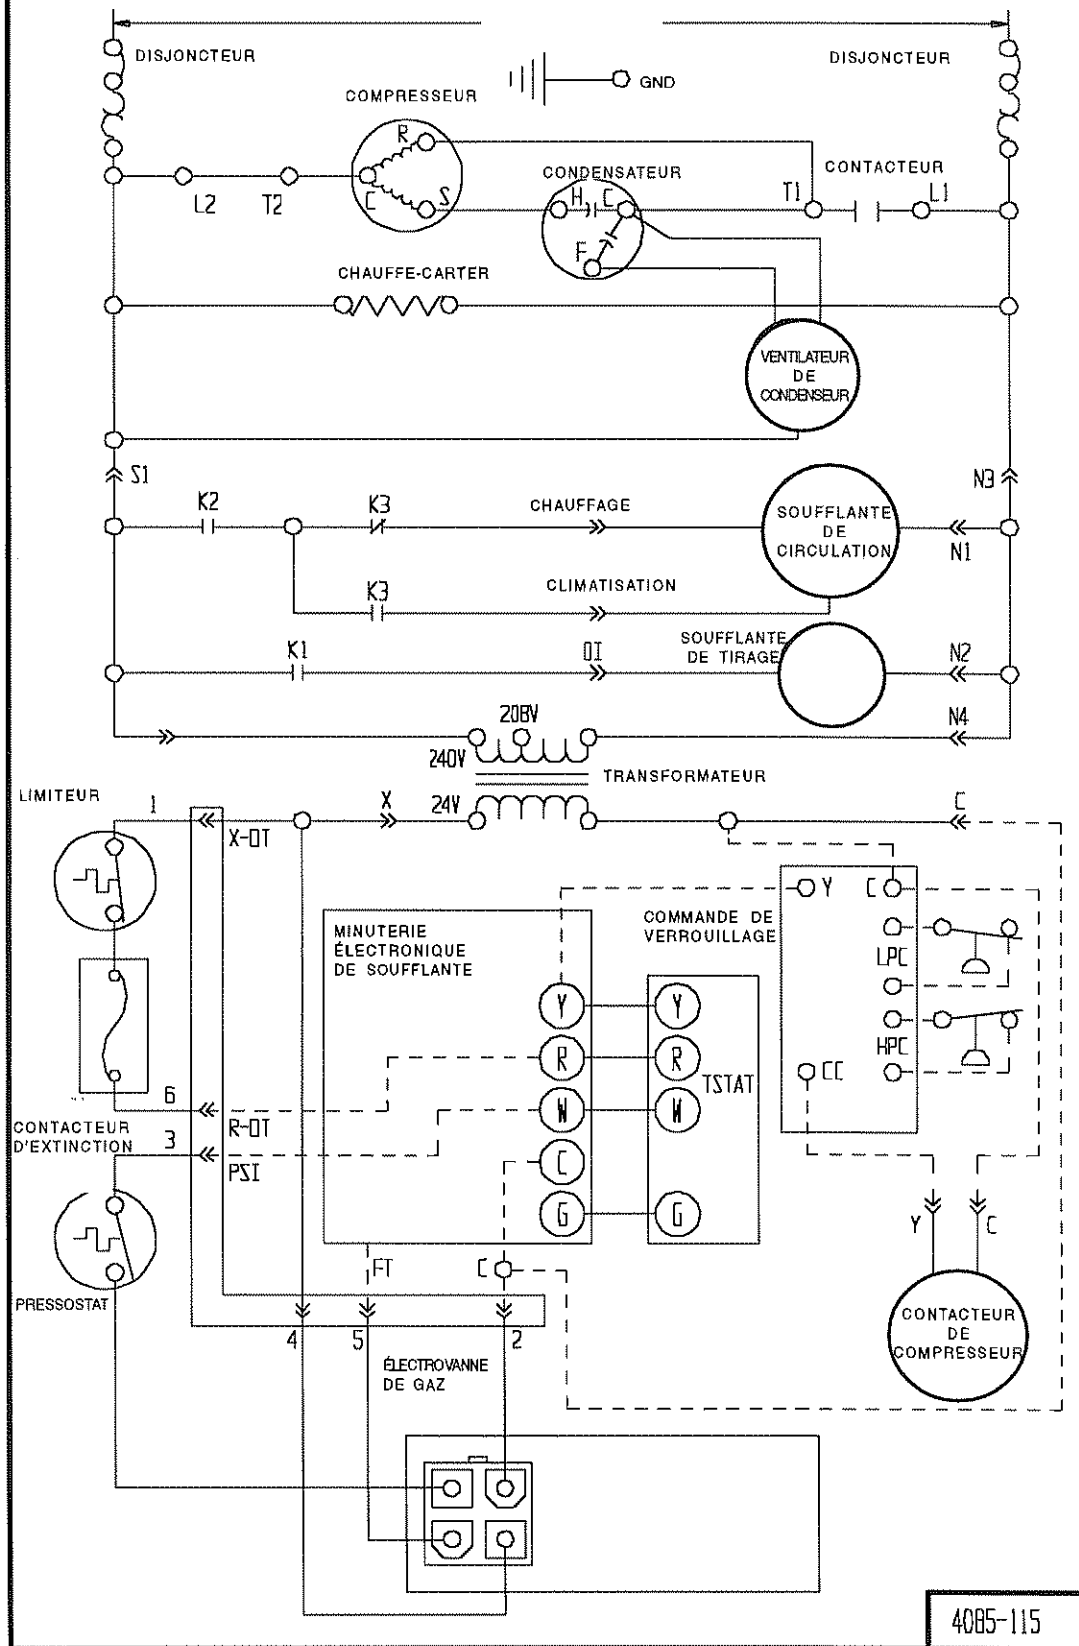 DISJONCTEUR
DISJONCTEUR
GND
COMPRESSEUR
R
CONDENSATEUR
CONTACTEUR
L2
T2
C
S
H
C
T1
L1
F
CHAUFFE-CARTER
VENTILATEUR
DE
CONDENSEUR
S1
N3
K2
K3
CHAUFFAGE
SOUFFLANTE
DE
CIRCULATION
N1
K3
CLIMATISATION
K1
DI
SOUFFLANTE
DE TIRAGE
N2
208V
N4
240V
TRANSFORMATEUR
LIMITEUR
1
X
24V
C
X-OT
Y
C
MINUTERIE
ÉLECTRONIQUE
DE SOUFFLANTE
COMMANDE DE
VERROUILLAGE
LPC
Y
Y
HPC
R
R
TSTAT
CC
6
R-OT
W
W
CONTACTEUR
D'EXTINCTION
3
PSI
C
G
G
Y
C
FT
C
PRESSOSTAT
4
5
2
CONTACTEUR
DE
COMPRESSEUR
ÉLECTROVANNE
DE GAZ
4085-115